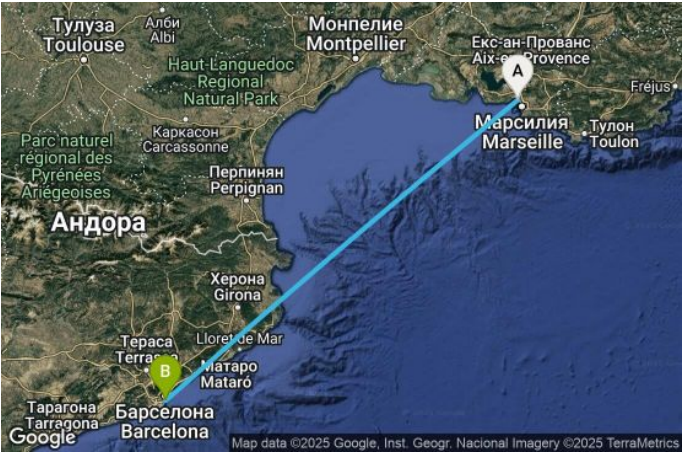 Тулуза
Toulouse
Алби
Albi
Монпелие
Montpellier
Екс-ан-Прованс
Aix-en-Provence
A
Haut-Languedoc
Regional
Natural Park
Fréjus
Марсилия
Marseille
Тулон
Toulon
Каркасон
Carcassonne
Parc naturel
régional des
Pyrénées
Ariégeoises
Перпинян
Perpignan
Андора
Херона
Girona
Lloret de Mar
Тераса
Terrassa
B
Матаро
Mataró
Тарагона
Tarragona
Барселона
Barcelona
Google
Map data ©2025 Google, Inst. Geogr. Nacional Imagery ©2025 TerraMetrics